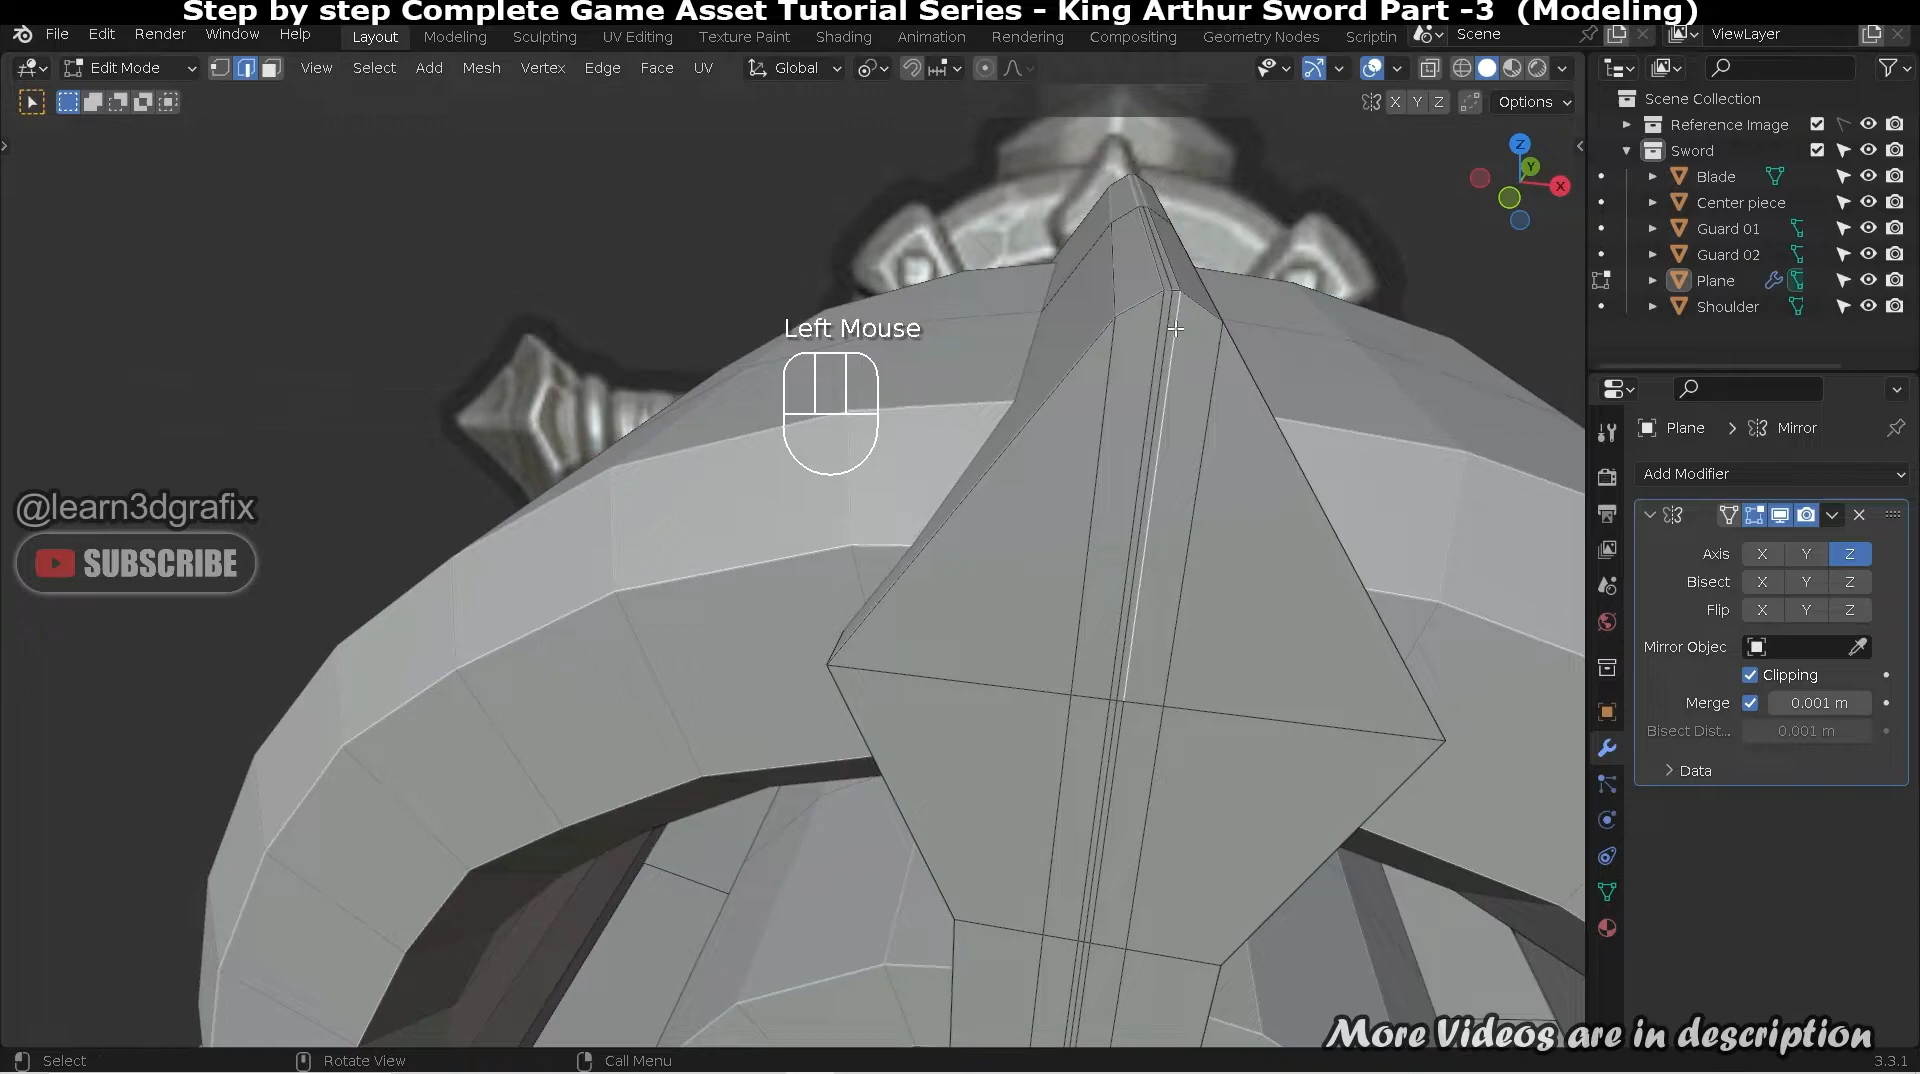 Step by step Complete Game Asset Tutorial Series - King Arthur Sword Part -3 (Modeling)
File Edit Render Window Help Layout Modeling Sculpting UV Editing Texture Paint Shading Animation Rendering Compositing Geometry Nodes Scriptin Scene ViewLayer
Edit Mode View Select Add Mesh Vertex Edge Face UV Global
X Y Z Options
Scene Collection
Reference Image
Sword
Blade
Center piece
Guard 01
Guard 02
Plane
Shoulder
Z
Y
X
Left Mouse
Plane > Mirror
Add Modifier
Axis X Y Z
Bisect X Y Z
Flip X Y Z
Mirror Objec
Clipping
Merge 0.001 m
Bisect Dist... 0.001 m
Data
@learn3dgrafix
SUBSCRIBE
More Videos are in description
Select Rotate View Call Menu 3.3.1